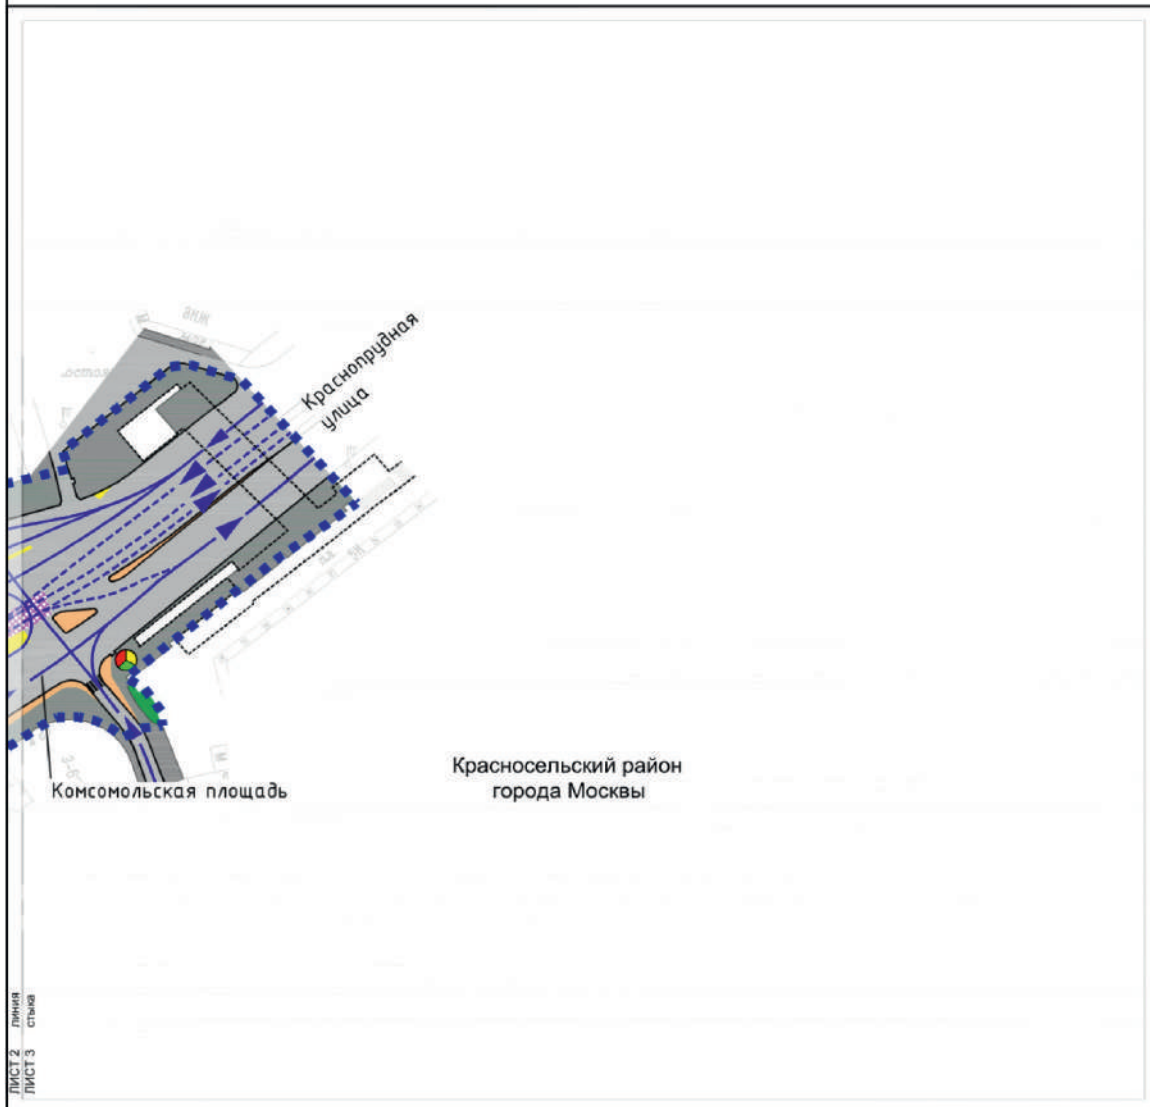 Краснопрудная
улица
Комсомольская площадь
Красносельский район
города Москвы
ЛИСТ 2 линия
ЛИСТ 3 стыка